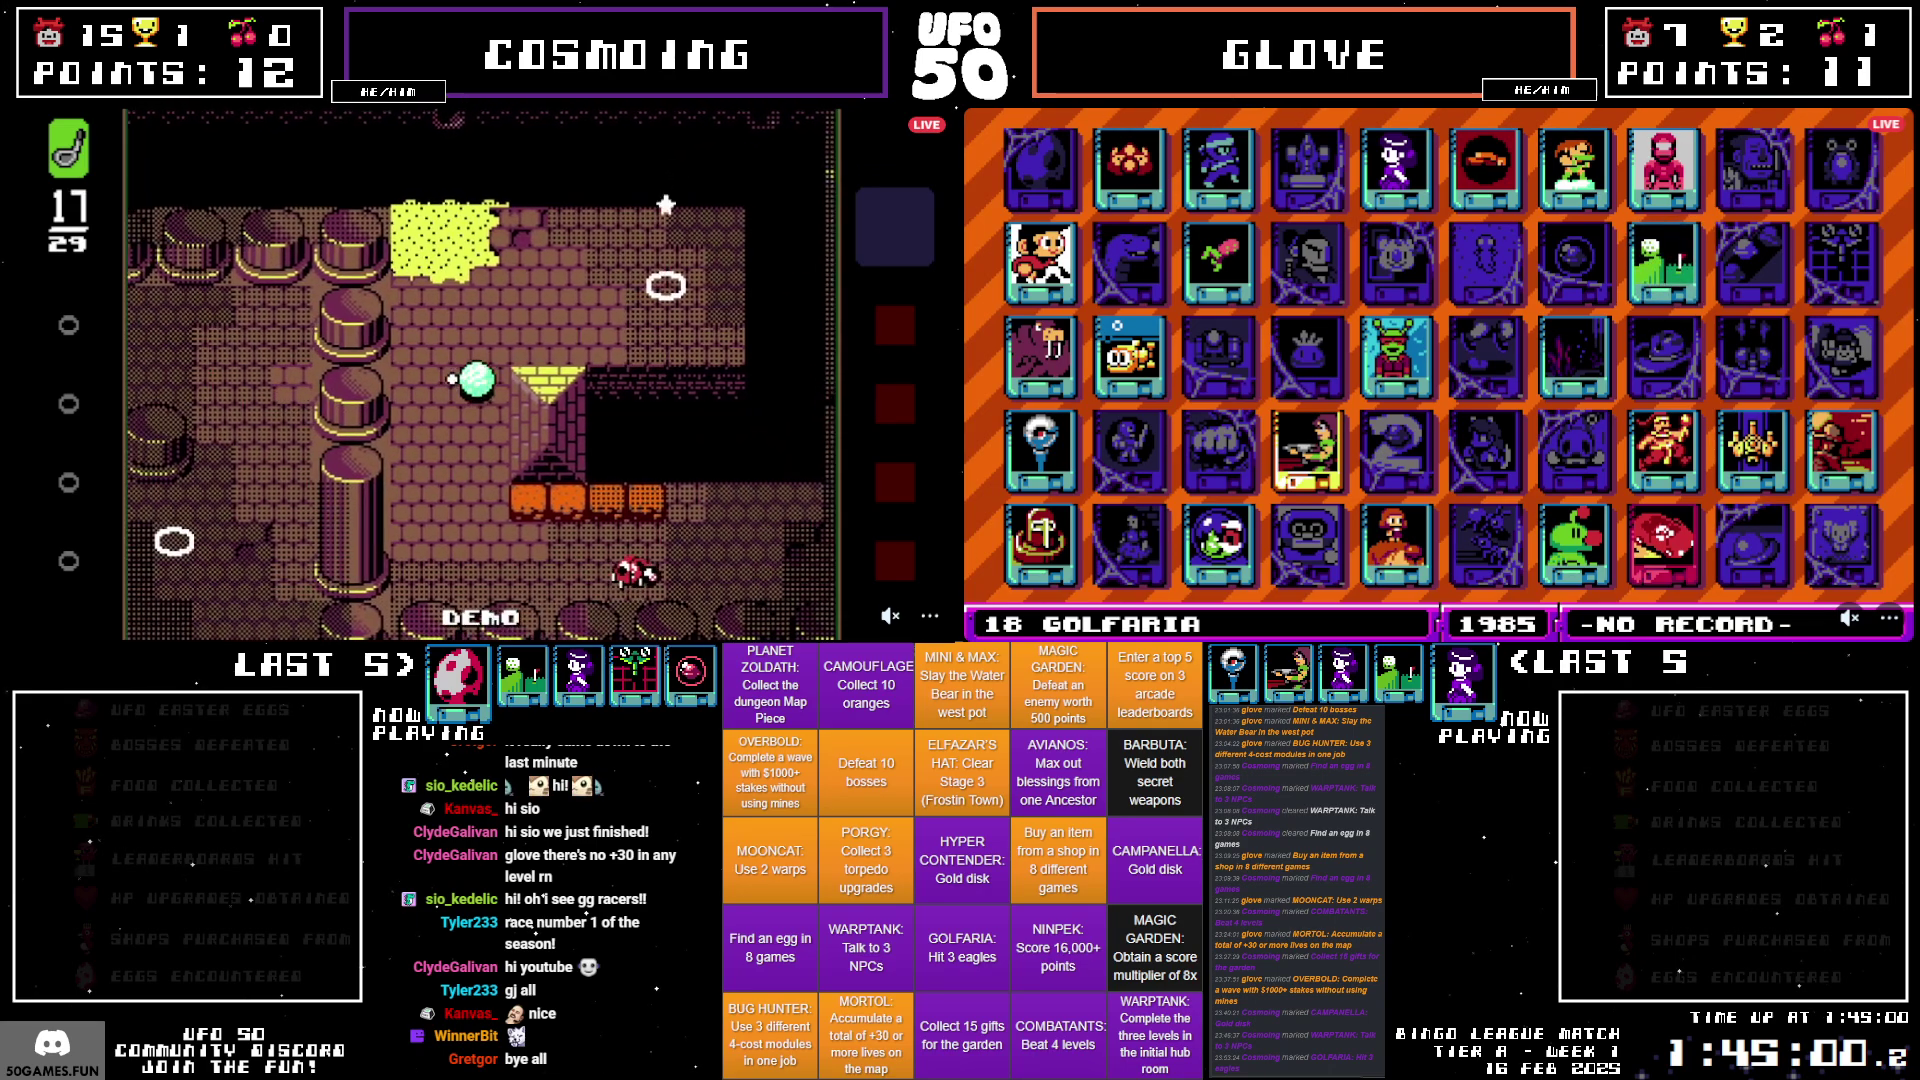 15 1 0
POINTS: 12
COSMOING
HE/HIM
UFO
50
GLOVE
HE/HIM
7 2 1
POINTS: 11
17
29
LIVE
LIVE
DEMO
18 GOLFARIA
1985
-NO RECORD-
LAST 5>
NOW
PLAYING
<LAST 5
NOW
PLAYING
UFO EASTER EGGS
BOSSES DEFEATED
FOOD COLLECTED
DRINKS COLLECTED
LEADERBOARDS HIT
HP UPGRADES OBTAINED
SHOPS PURCHASED FROM
EGGS ENCOUNTERED
last minute
sio_kedelic hi!
Kanvas_ hi sio
ClydeGalivan hi sio we just finished!
ClydeGalivan glove there's no +30 in any
level rn
sio_kedelic hi! oh i see gg racers!!
Tyler233 race number 1 of the
season!
ClydeGalivan hi youtube
Tyler233 gj all
Kanvas_ nice
WinnerBit
Gretgor bye all
PLANET
ZOLDATH:
Collect the
dungeon Map
Piece
CAMOUFLAGE:
Collect 10
oranges
MINI & MAX:
Slay the Water
Bear in the
west pot
MAGIC
GARDEN:
Defeat an
enemy worth
500 points
Enter a top 5
score on 3
arcade
leaderboards
OVERBOLD:
Complete a wave
with $1000+
stakes without
using mines
Defeat 10
bosses
ELFAZAR'S
HAT: Clear
Stage 3
(Frostin Town)
AVIANOS:
Max out
blessings from
one Ancestor
BARBUTA:
Wield both
secret
weapons
MOONCAT:
Use 2 warps
PORGY:
Collect 3
torpedo
upgrades
HYPER
CONTENDER:
Gold disk
Buy an item
from a shop in
8 different
games
CAMPANELLA:
Gold disk
Find an egg in
8 games
WARPTANK:
Talk to 3
NPCs
GOLFARIA:
Hit 3 eagles
NINPEK:
Score 16,000+
points
MAGIC
GARDEN:
Obtain a score
multiplier of 8x
BUG HUNTER:
Use 3 different
4-cost modules
in one job
MORTOL:
Accumulate a
total of +30 or
more lives on
the map
Collect 15 gifts
for the garden
COMBATANTS:
Beat 4 levels
WARPTANK:
Complete the
three levels in
the initial hub
room
glove marked Defeat 10 bosses
glove marked MINI & MAX: Slay the
Water Bear in the west pot
glove marked BUG HUNTER: Use 3
different 4-cost modules in one job
Cosmoing marked Find an egg in 8
games
Cosmoing marked WARPTANK: Talk
to 3 NPCs
Cosmoing cleared WARPTANK: Talk
to 3 NPCs
Cosmoing cleared Find an egg in 8
games
glove marked Buy an item from a
shop in 8 different games
Cosmoing marked Find an egg in 8
games
glove marked MOONCAT: Use 2 warps
Cosmoing marked COMBATANTS:
Beat 4 levels
glove marked MORTOL: Accumulate a
total of +30 or more lives on the map
Cosmoing marked Collect 15 gifts for
the garden
glove marked OVERBOLD: Complete
a wave with $1000+ stakes without using
mines
Cosmoing marked CAMPANELLA:
Gold disk
Cosmoing marked WARPTANK: Talk to
3 NPCs
Cosmoing marked GOLFARIA: Hit 3
eagles
UFO EASTER EGGS
BOSSES DEFEATED
FOOD COLLECTED
DRINKS COLLECTED
LEADERBOARDS HIT
HP UPGRADES OBTAINED
SHOPS PURCHASED FROM
EGGS ENCOUNTERED
50GAMES.FUN
UFO 50
COMMUNITY DISCORD
JOIN THE FUN!
TIME UP AT 1:45:00
BINGO LEAGUE MATCH
TIER A - WEEK 1
16 FEB 2025
1:45:00.2